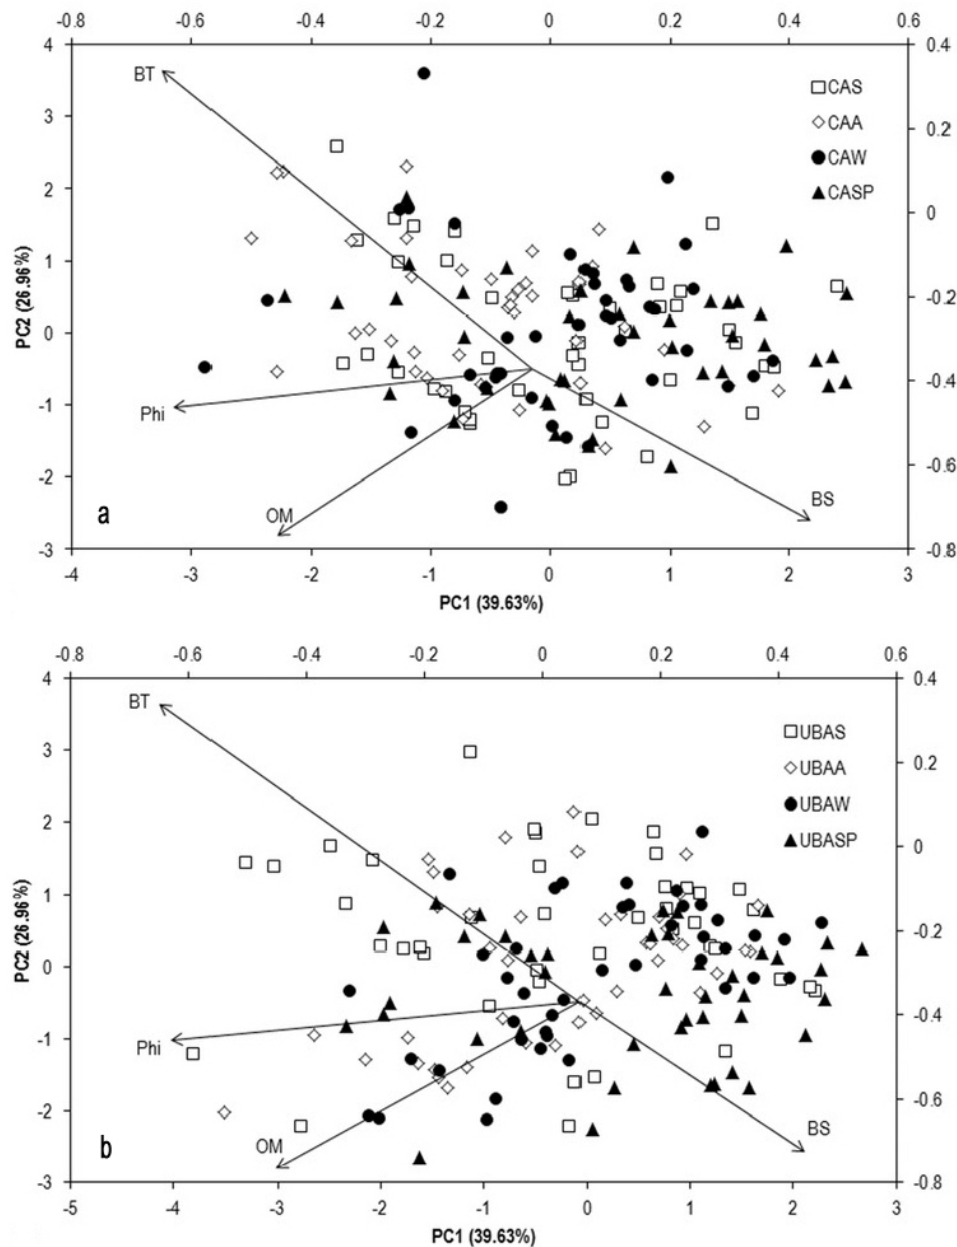 -0.8 -0.6 -0.4 -0.2 0 0.2 0.4 0.6
4 0.4
BT
CAS
3
CAA
0.2
CAW
2
CASP
0
1
PC2 (26.96%)
-0.2
0
-0.4
-1
Phi
-0.6
-2
BS
OM
a
-3 -0.8
-4 -3 -2 -1 0 1 2 3
PC1 (39.63%)
-0.8 -0.6 -0.4 -0.2 0 0.2 0.4 0.6
4 0.4
BT
UBAS
3
0.2
UBAA
UBAW
2
0
UBASP
1
-0.2
PC2 (26.96%)
0
-0.4
-1
Phi
-0.6
-2
BS
OM
b
-3 -0.8
-5 -4 -3 -2 -1 0 1 2 3
PC1 (39.63%)